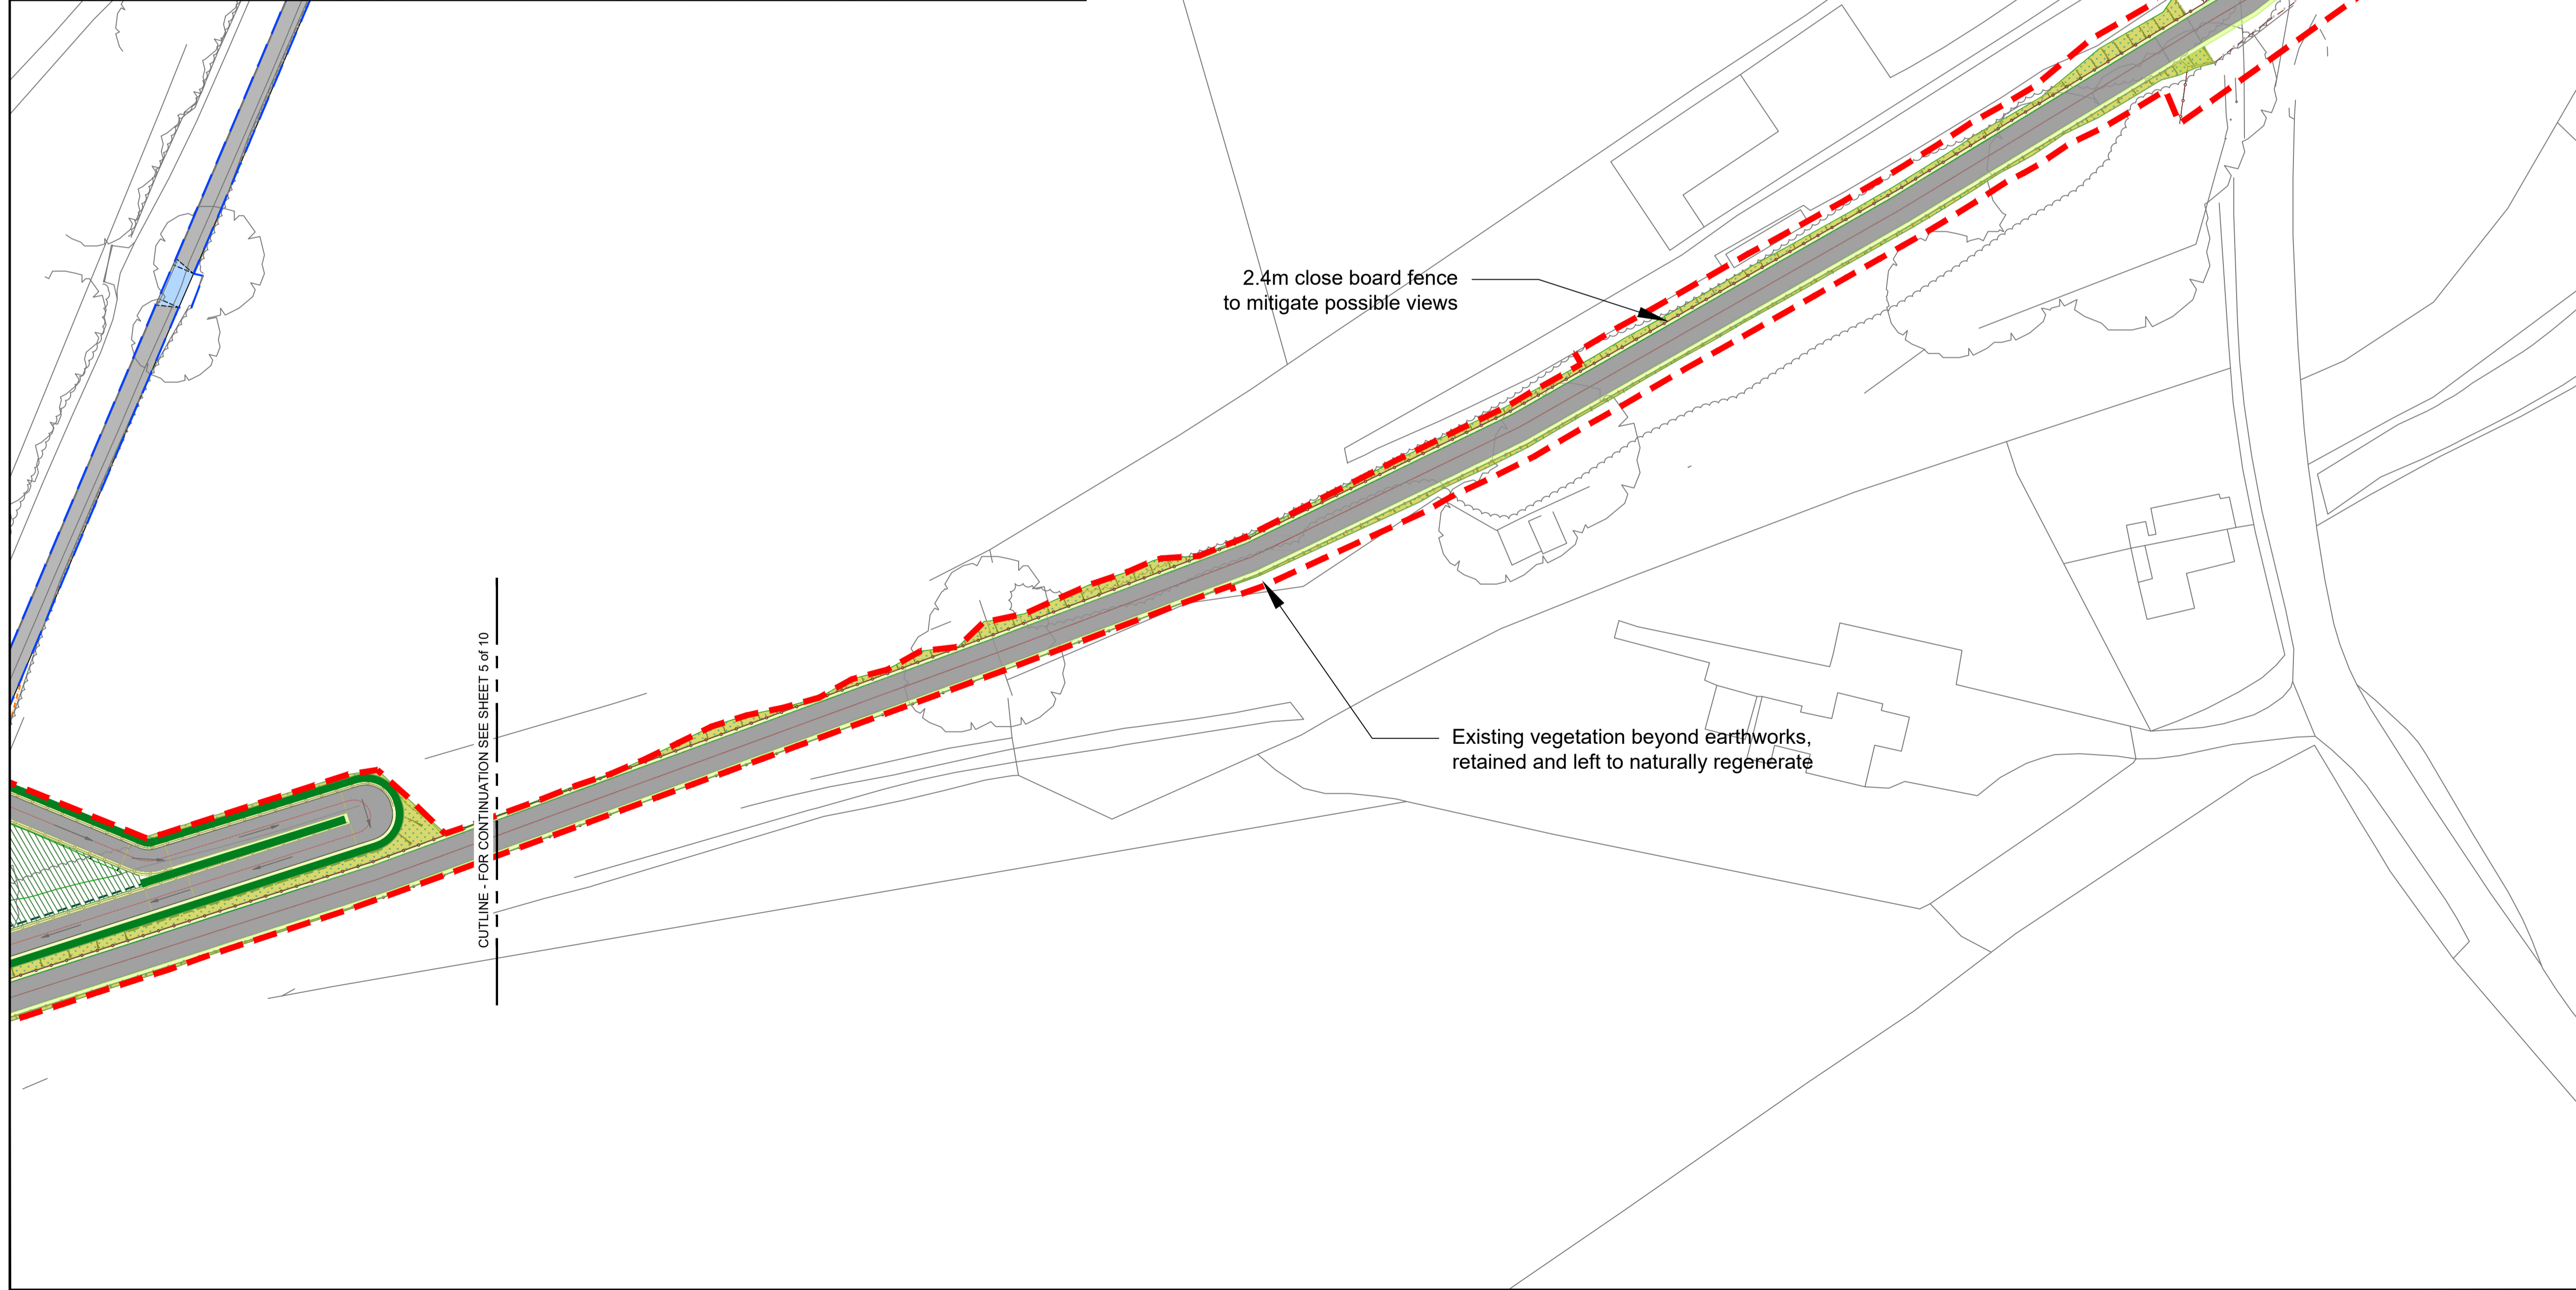 2.4m close board fence
to mitigate possible views
CUTLINE - FOR CONTINUATION SEE SHEET 5 of 10
Existing vegetation beyond earthworks,
retained and left to naturally regenerate